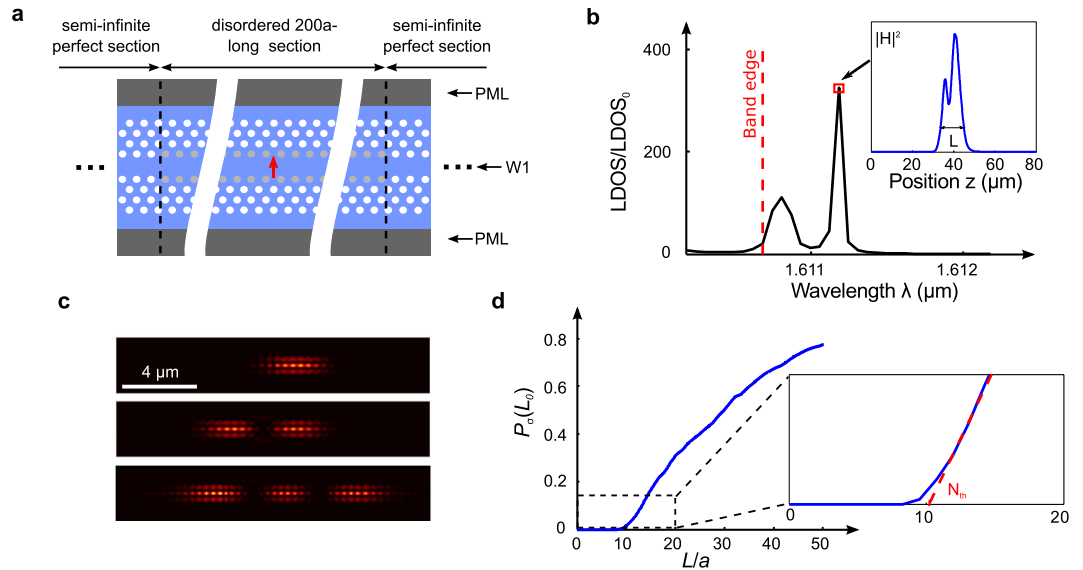 a
semi-infinite
perfect section
disordered 200a-
long section
semi-infinite
perfect section
PML
W1
PML
b
LDOS/LDOS0
400
200
0
Band edge
1.611
1.612
Wavelength λ (μm)
|H|²
L
0
20
40
60
80
Position z (μm)
c
4 μm
d
Pσ(L0)
0.8
0.6
0.4
0.2
0
0
10
20
30
40
50
L/a
Nth
0
10
20